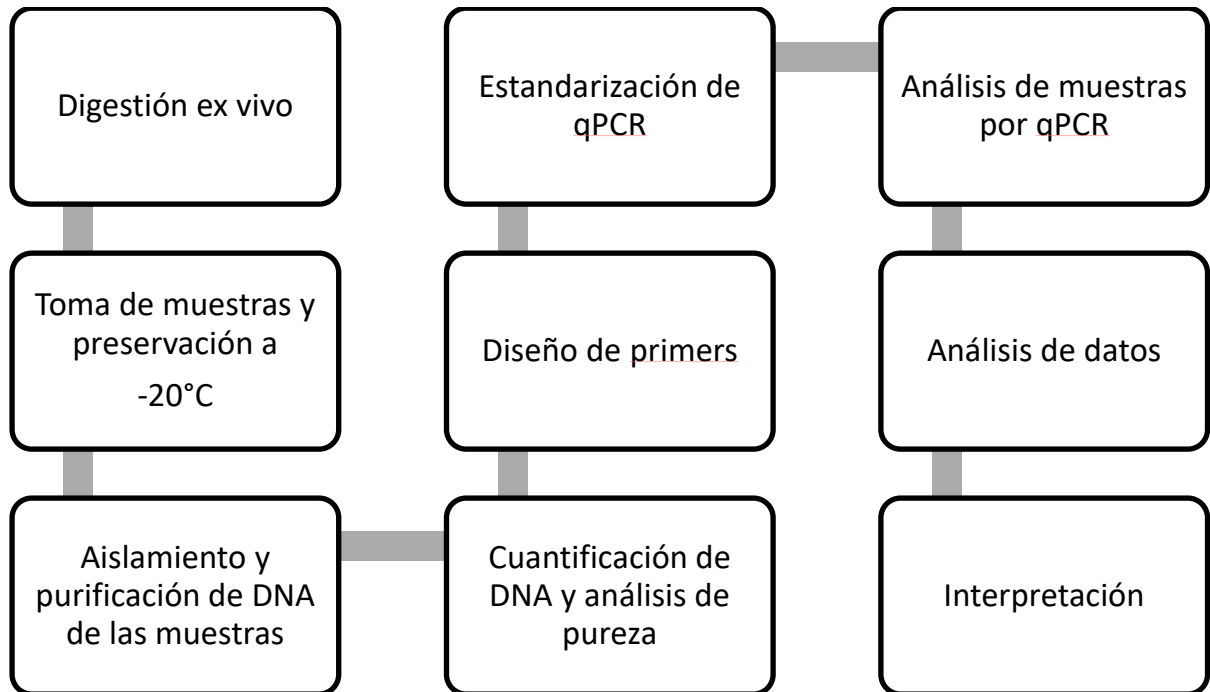 Digestión ex vivo
Toma de muestras y
preservación a
-20°C
Aislamiento y
purificación de DNA
de las muestras
Cuantificación de
DNA y análisis de
pureza
Diseño de primers
Estandarización de
qPCR
Análisis de muestras
por qPCR
Análisis de datos
Interpretación